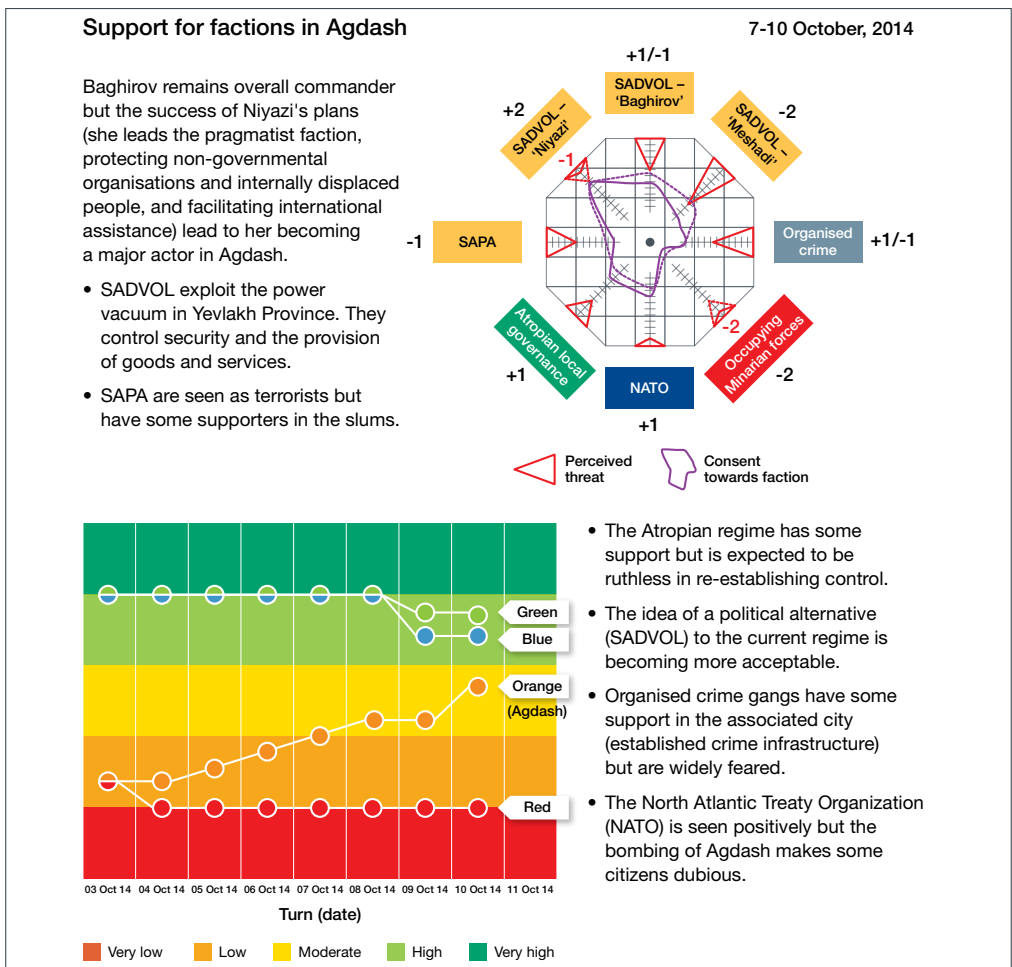 Support for factions in Agdash
7-10 October, 2014
Baghirov remains overall commander
but the success of Niyazi's plans
(she leads the pragmatist faction,
protecting non-governmental
organisations and internally displaced
people, and facilitating international
assistance) lead to her becoming
a major actor in Agdash.
• SADVOL exploit the power
vacuum in Yevlakh Province. They
control security and the provision
of goods and services.
• SAPA are seen as terrorists but
have some supporters in the slums.
+1/-1
SADVOL –
'Baghirov'
+2
SADVOL –
'Niyazi'
-1
-2
SADVOL –
'Meshadi'
-1
SAPA
Organised
crime
+1/-1
Atropian local
governance
+1
NATO
+1
-2
Occupying
Minarian forces
-2
Perceived
threat
Consent
towards faction
Green
Blue
Orange
(Agdash)
Red
03 Oct 14
04 Oct 14
05 Oct 14
06 Oct 14
07 Oct 14
08 Oct 14
09 Oct 14
10 Oct 14
11 Oct 14
Turn (date)
Very low
Low
Moderate
High
Very high
• The Atropian regime has some
support but is expected to be
ruthless in re-establishing control.
• The idea of a political alternative
(SADVOL) to the current regime is
becoming more acceptable.
• Organised crime gangs have some
support in the associated city
(established crime infrastructure)
but are widely feared.
• The North Atlantic Treaty Organization
(NATO) is seen positively but the
bombing of Agdash makes some
citizens dubious.